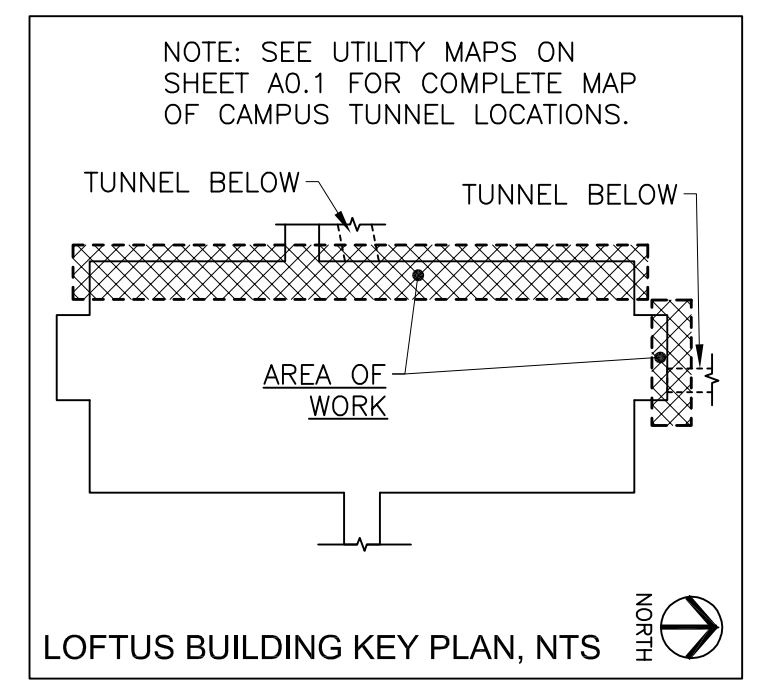 NOTE: SEE UTILITY MAPS ON
SHEET A0.1 FOR COMPLETE MAP
OF CAMPUS TUNNEL LOCATIONS.
TUNNEL BELOW
TUNNEL BELOW
AREA OF
WORK
NORTH
LOFTUS BUILDING KEY PLAN, NTS